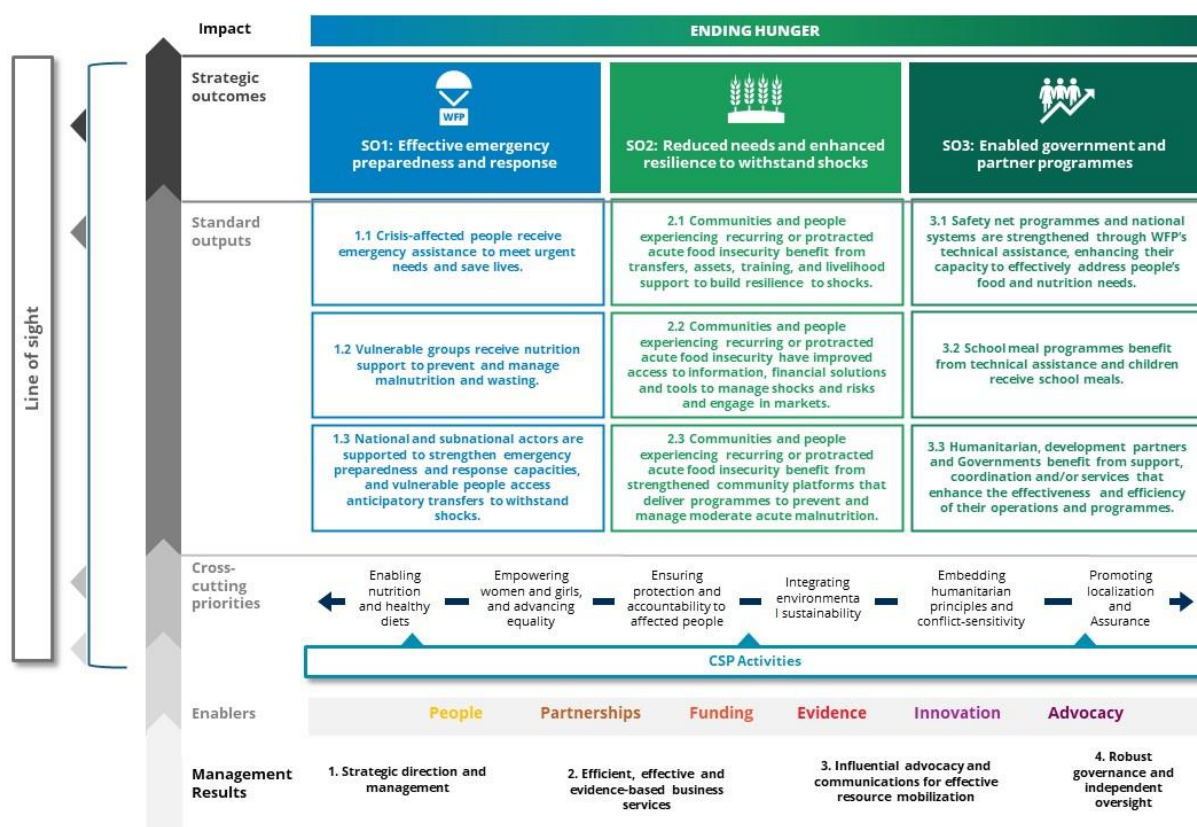 Impact
ENDING HUNGER
Line of sight
Strategic
outcomes
WFP
SO1: Effective emergency
preparedness and response
SO2: Reduced needs and enhanced
resilience to withstand shocks
SO3: Enabled government and
partner programmes
Standard
outputs
1.1 Crisis-affected people receive
emergency assistance to meet urgent
needs and save lives.
2.1 Communities and people
experiencing recurring or protracted
acute food insecurity benefit from
transfers, assets, training, and livelihood
support to build resilience to shocks.
3.1 Safety net programmes and national
systems are strengthened through WFP's
technical assistance, enhancing their
capacity to effectively address people's
food and nutrition needs.
1.2 Vulnerable groups receive nutrition
support to prevent and manage
malnutrition and wasting.
2.2 Communities and people
experiencing recurring or protracted
acute food insecurity have improved
access to information, financial solutions
and tools to manage shocks and risks
and engage in markets.
3.2 School meal programmes benefit
from technical assistance and children
receive school meals.
1.3 National and subnational actors are
supported to strengthen emergency
preparedness and response capacities,
and vulnerable people access
anticipatory transfers to withstand
shocks.
2.3 Communities and people
experiencing recurring or protracted
acute food insecurity benefit from
strengthened community platforms that
deliver programmes to prevent and
manage moderate acute malnutrition.
3.3 Humanitarian, development partners
and Governments benefit from support,
coordination and/or services that
enhance the effectiveness and efficiency
of their operations and programmes.
Cross-
cutting
priorities
Enabling
nutrition
and healthy
diets
Empowering
women and girls,
and advancing
equality
Ensuring
protection and
accountability to
affected people
Integrating
environmenta
l sustainability
Embedding
humanitarian
principles and
conflict-sensitivity
Promoting
localization
and
Assurance
CSP Activities
Enablers
People
Partnerships
Funding
Evidence
Innovation
Advocacy
Management
Results
1. Strategic direction and
management
2. Efficient, effective and
evidence-based business
services
3. Influential advocacy and
communications for effective
resource mobilization
4. Robust
governance and
independent
oversight